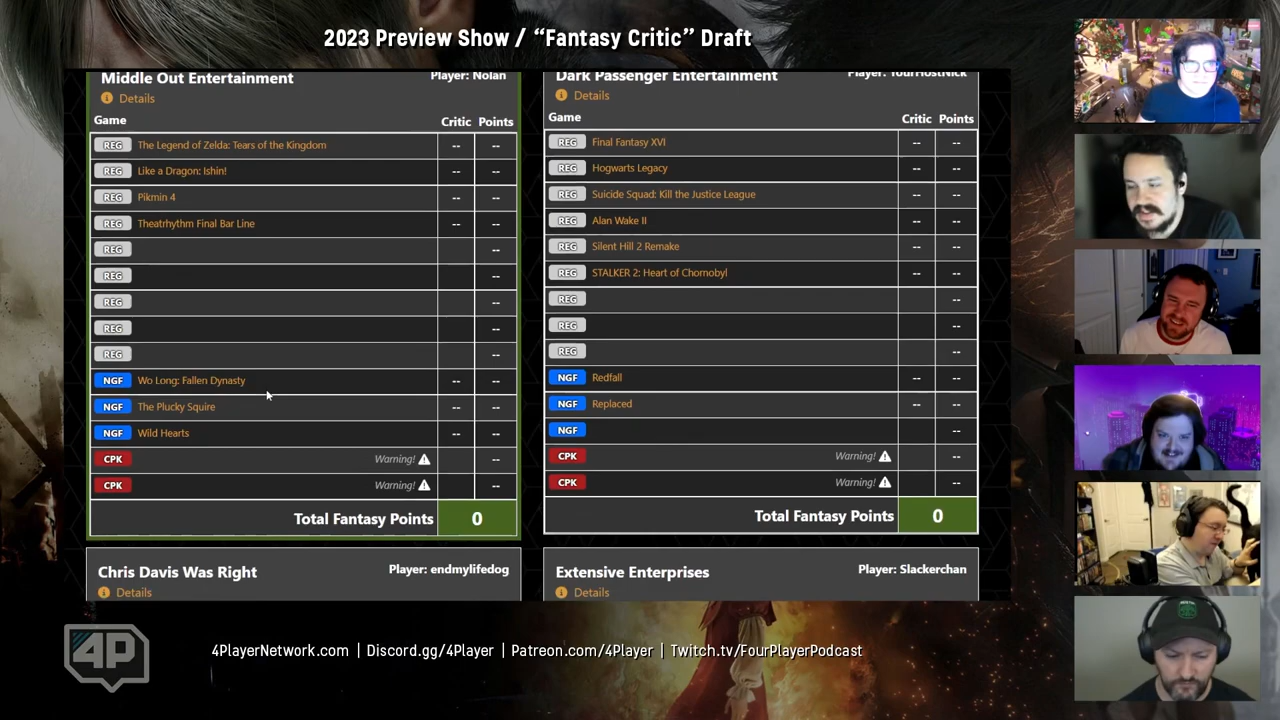 2023 Preview Show / “Fantasy Critic” Draft
Middle Out Entertainment Player: Nolan
Details
Game Critic Points
REG The Legend of Zelda: Tears of the Kingdom -- --
REG Like a Dragon: Ishin! -- --
REG Pikmin 4 -- --
REG Theatrhythm Final Bar Line -- --
REG --
REG --
REG --
REG --
REG --
NGF Wo Long: Fallen Dynasty -- --
NGF The Plucky Squire -- --
NGF Wild Hearts -- --
CPK Warning! --
CPK Warning! --
Total Fantasy Points 0
Dark Passenger Entertainment Player: YourHostNick
Details
Game Critic Points
REG Final Fantasy XVI -- --
REG Hogwarts Legacy -- --
REG Suicide Squad: Kill the Justice League -- --
REG Alan Wake II -- --
REG Silent Hill 2 Remake -- --
REG STALKER 2: Heart of Chornobyl -- --
REG --
REG --
REG --
NGF Redfall -- --
NGF Replaced -- --
NGF --
CPK Warning! --
CPK Warning! --
Total Fantasy Points 0
Chris Davis Was Right Player: endmylifedog
Details
Extensive Enterprises Player: Slackerchan
Details
4P
4PlayerNetwork.com | Discord.gg/4Player | Patreon.com/4Player | Twitch.tv/FourPlayerPodcast